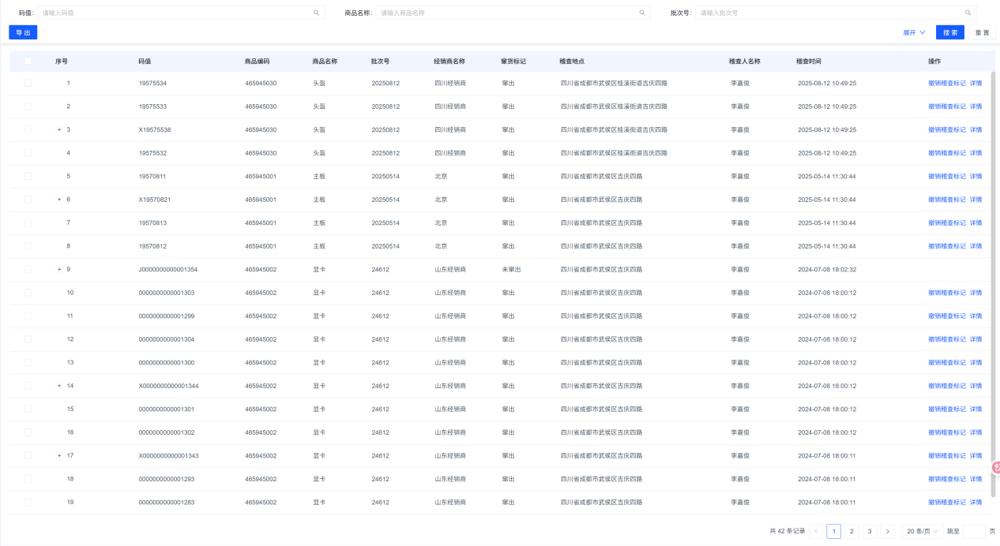 码值: 请输入码值 商品名称: 请输入商品名称 批次号: 请输入批次号
导 出 展开 搜 索 重 置
序号 码值 商品编码 商品名称 批次号 经销商名称 窜货标记 稽查地点 稽查人名称 稽查时间 操作
1 19575534 465945030 头盔 20250812 四川经销商 窜出 四川省成都市武侯区桂溪街道吉庆四路 李嘉俊 2025-08-12 10:49:25 撤销稽查标记 详情
2 19575533 465945030 头盔 20250812 四川经销商 窜出 四川省成都市武侯区桂溪街道吉庆四路 李嘉俊 2025-08-12 10:49:25 撤销稽查标记 详情
+ 3 X19575538 465945030 头盔 20250812 四川经销商 窜出 四川省成都市武侯区桂溪街道吉庆四路 李嘉俊 2025-08-12 10:49:25 撤销稽查标记 详情
4 19575532 465945030 头盔 20250812 四川经销商 窜出 四川省成都市武侯区桂溪街道吉庆四路 李嘉俊 2025-08-12 10:49:25 撤销稽查标记 详情
5 19570811 465945001 主板 20250514 北京 窜出 四川省成都市武侯区吉庆四路 李嘉俊 2025-05-14 11:30:44 撤销稽查标记 详情
+ 6 X19570821 465945001 主板 20250514 北京 窜出 四川省成都市武侯区吉庆四路 李嘉俊 2025-05-14 11:30:44 撤销稽查标记 详情
7 19570813 465945001 主板 20250514 北京 窜出 四川省成都市武侯区吉庆四路 李嘉俊 2025-05-14 11:30:44 撤销稽查标记 详情
8 19570812 465945001 主板 20250514 北京 窜出 四川省成都市武侯区吉庆四路 李嘉俊 2025-05-14 11:30:44 撤销稽查标记 详情
+ 9 J0000000000001354 465945002 显卡 24612 山东经销商 未窜出 四川省成都市武侯区吉庆四路 李嘉俊 2024-07-08 18:02:32
10 0000000000001303 465945002 显卡 24612 山东经销商 窜出 四川省成都市武侯区吉庆四路 李嘉俊 2024-07-08 18:00:12 撤销稽查标记 详情
11 0000000000001299 465945002 显卡 24612 山东经销商 窜出 四川省成都市武侯区吉庆四路 李嘉俊 2024-07-08 18:00:12 撤销稽查标记 详情
12 0000000000001304 465945002 显卡 24612 山东经销商 窜出 四川省成都市武侯区吉庆四路 李嘉俊 2024-07-08 18:00:12 撤销稽查标记 详情
13 0000000000001300 465945002 显卡 24612 山东经销商 窜出 四川省成都市武侯区吉庆四路 李嘉俊 2024-07-08 18:00:12 撤销稽查标记 详情
+ 14 X0000000000001344 465945002 显卡 24612 山东经销商 窜出 四川省成都市武侯区吉庆四路 李嘉俊 2024-07-08 18:00:12 撤销稽查标记 详情
15 0000000000001301 465945002 显卡 24612 山东经销商 窜出 四川省成都市武侯区吉庆四路 李嘉俊 2024-07-08 18:00:12 撤销稽查标记 详情
16 0000000000001302 465945002 显卡 24612 山东经销商 窜出 四川省成都市武侯区吉庆四路 李嘉俊 2024-07-08 18:00:12 撤销稽查标记 详情
+ 17 X0000000000001343 465945002 显卡 24612 山东经销商 窜出 四川省成都市武侯区吉庆四路 李嘉俊 2024-07-08 18:00:11 撤销稽查标记 详情
18 0000000000001293 465945002 显卡 24612 山东经销商 窜出 四川省成都市武侯区吉庆四路 李嘉俊 2024-07-08 18:00:11 撤销稽查标记 详情
19 0000000000001283 465945002 显卡 24612 山东经销商 窜出 四川省成都市武侯区吉庆四路 李嘉俊 2024-07-08 18:00:11 撤销稽查标记 详情
共 42 条记录 < 1 2 3 > 20 条/页 跳至 页